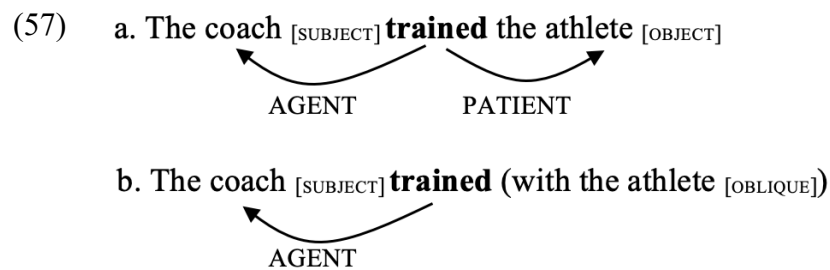 (57) a. The coach [SUBJECT] trained the athlete [OBJECT]
AGENT PATIENT
b. The coach [SUBJECT] trained (with the athlete [OBLIQUE])
AGENT